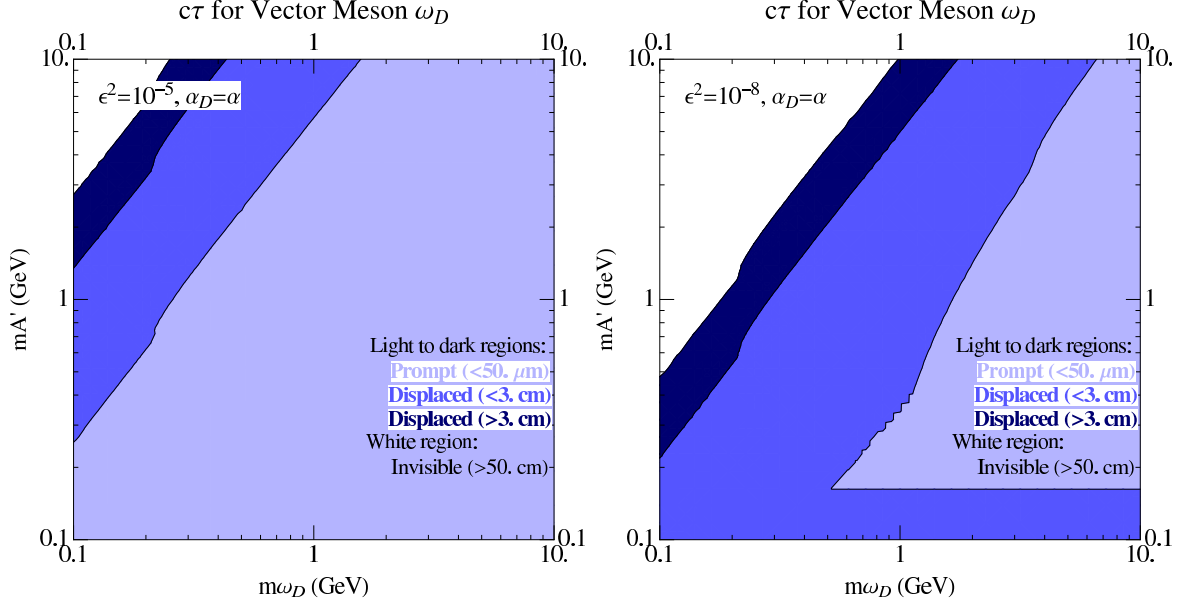 cτ for Vector Meson ω_D
0.1 1 10.
10. 10.
ϵ²=10⁻⁵, α_D=α
mA' (GeV)
1 1
Light to dark regions:
Prompt (<50. μm)
Displaced (<3. cm)
Displaced (>3. cm)
White region:
Invisible (>50. cm)
0.1 0.1
0.1 1 10.
mω_D (GeV)
cτ for Vector Meson ω_D
0.1 1 10.
10. 10.
ϵ²=10⁻⁸, α_D=α
mA' (GeV)
1 1
Light to dark regions:
Prompt (<50. μm)
Displaced (<3. cm)
Displaced (>3. cm)
White region:
Invisible (>50. cm)
0.1 0.1
0.1 1 10.
mω_D (GeV)